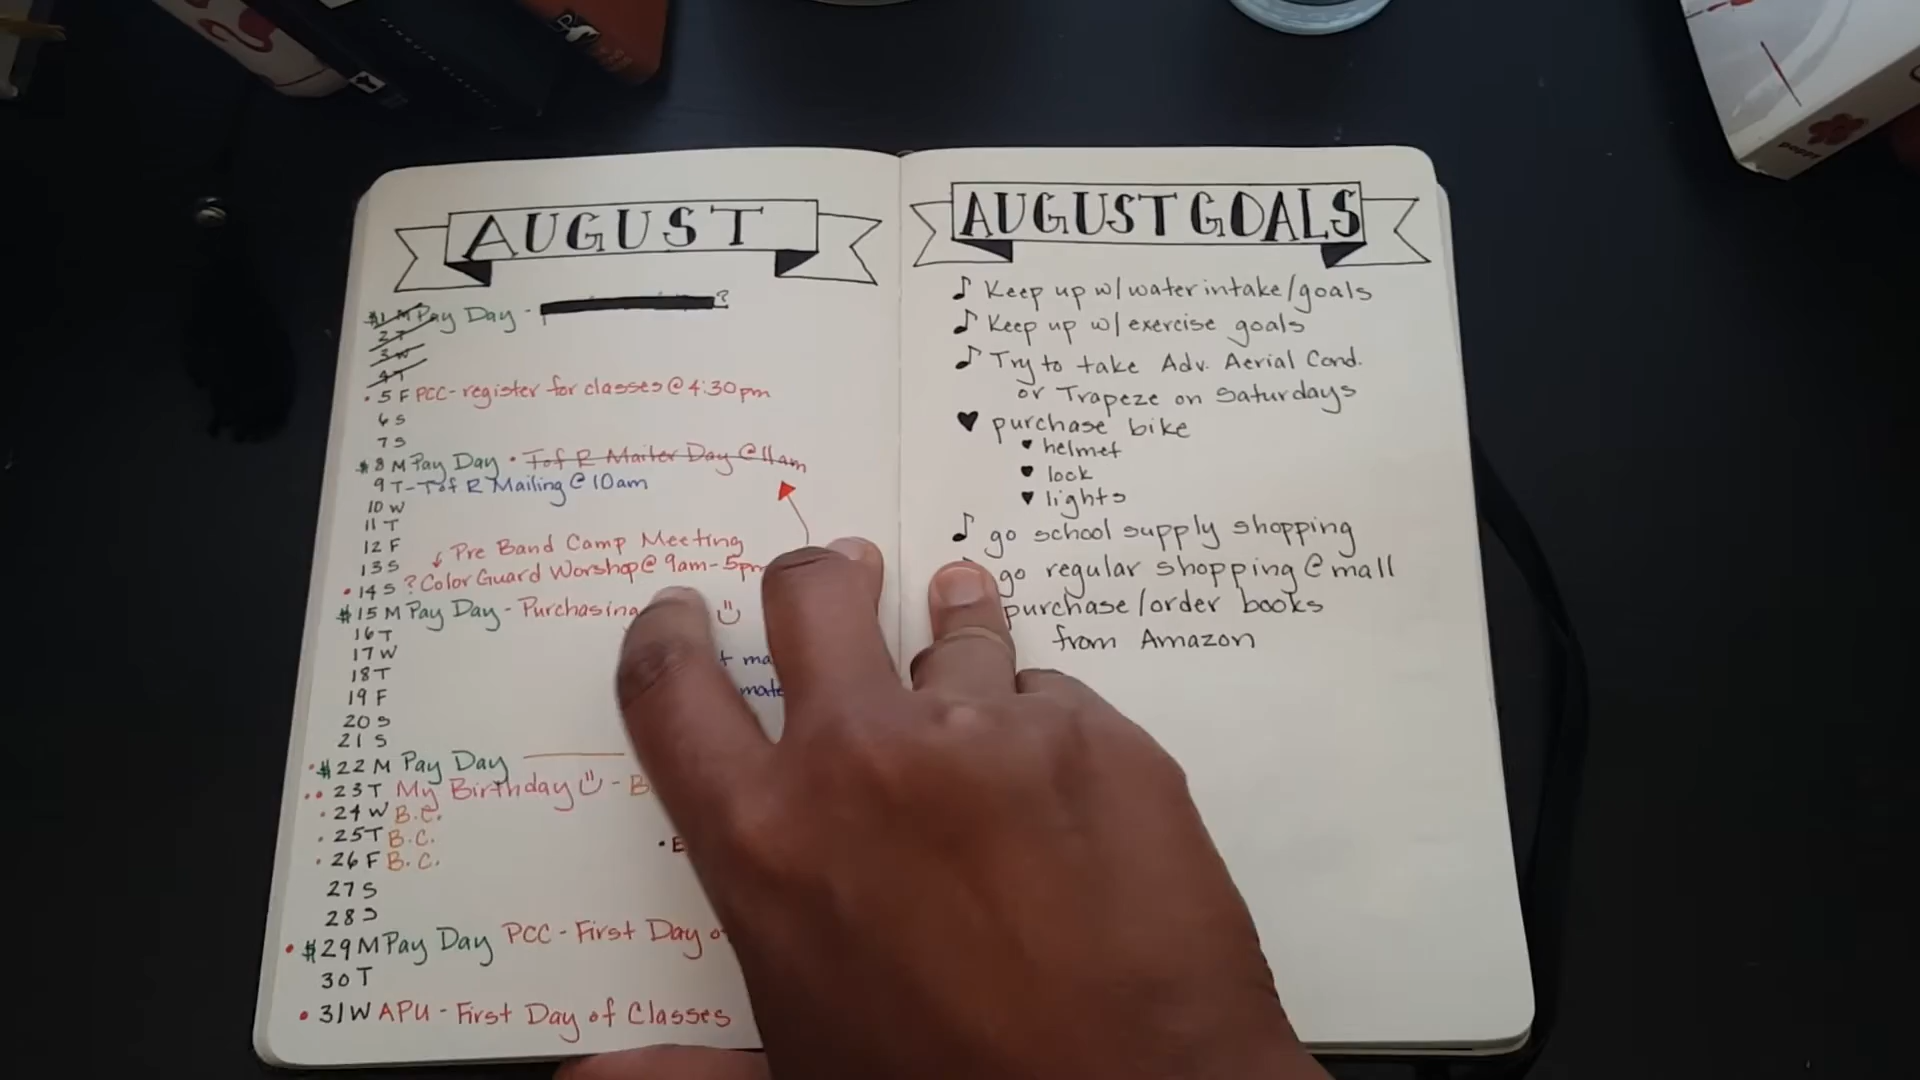 AUGUST
$1 M Pay Day - ?
2 T
3 W
4 T
• 5 F PCC- register for classes @ 4:30pm
6 S
7 S
$8 M Pay Day • T of R Mailer Day @ 11am
9 T - T of R Mailing @ 10am
10 W
11 T
12 F
Pre Band Camp Meeting
13 S
• 14 S ? Color Guard Worshop @ 9am - 5pm
$15 M Pay Day - Purchasing
16 T
17 W
18 T
19 F
20 S
21 S
• $22 M Pay Day
•• 23 T My Birthday - B
• 24 W B.C.
• 25 T B.C.
• 26 F B.C.
27 S
28 S
• $29 M Pay Day PCC - First Day
30 T
• 31 W APU - First Day of Classes
AUGUST GOALS
♪ Keep up w/ water intake/goals
♪ Keep up w/ exercise goals
♪ Try to take Adv. Aerial Cond.
or Trapeze on Saturdays
♥ purchase bike
♥ helmet
♥ lock
♥ lights
♪ go school supply shopping
go regular shopping @ mall
purchase/order books
from Amazon
poppy